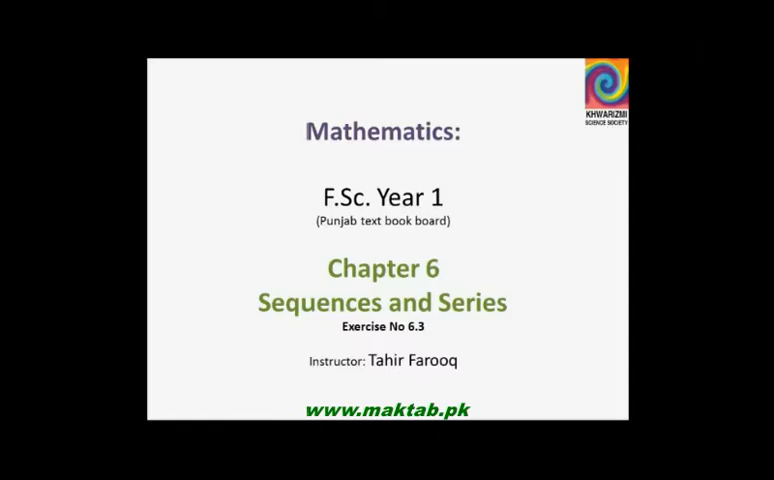 KHWARIZMI
SCIENCE SOCIETY
Mathematics:
F.Sc. Year 1
(Punjab text book board)
Chapter 6
Sequences and Series
Exercise No 6.3
Instructor: Tahir Farooq
www.maktab.pk